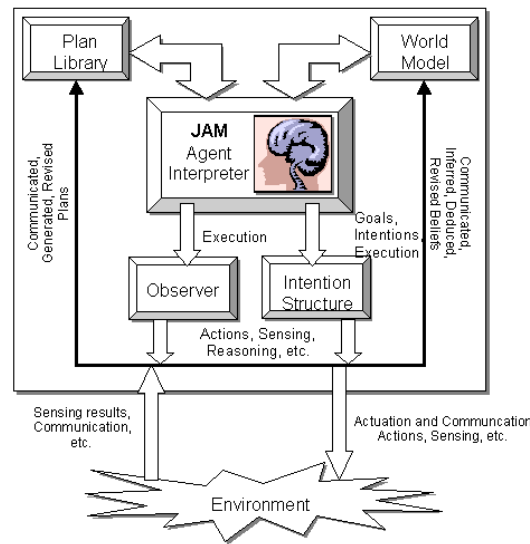 Plan
Library
World
Model
JAM
Agent
Interpreter
Communicated,
Generated, Revised
Plans
Communicated,
Inferred, Deduced,
Revised Beliefs
Execution
Goals,
Intentions,
Execution
Observer
Intention
Structure
Actions, Sensing,
Reasoning, etc.
Sensing results,
Communication,
etc.
Actuation and Communcation
Actions, Sensing, etc.
Environment